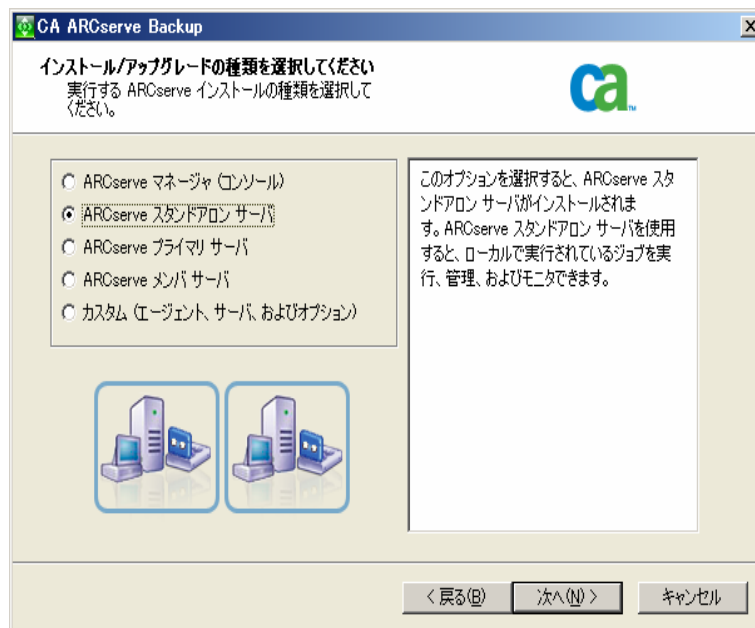 CA ARCserve Backup
インストール/アップグレードの種類を選択してください
実行する ARCserve インストールの種類を選択して
ください。
ca
ARCserve マネージャ (コンソール)
ARCserve スタンドアロン サーバ
ARCserve プライマリ サーバ
ARCserve メンバ サーバ
カスタム (エージェント、サーバ、およびオプション)
このオプションを選択すると、ARCserve スタ
ンドアロン サーバがインストールされま
す。ARCserve スタンドアロン サーバを使用
すると、ローカルで実行されているジョブを実
行、管理、およびモニタできます。
< 戻る(B)
次へ(N) >
キャンセル